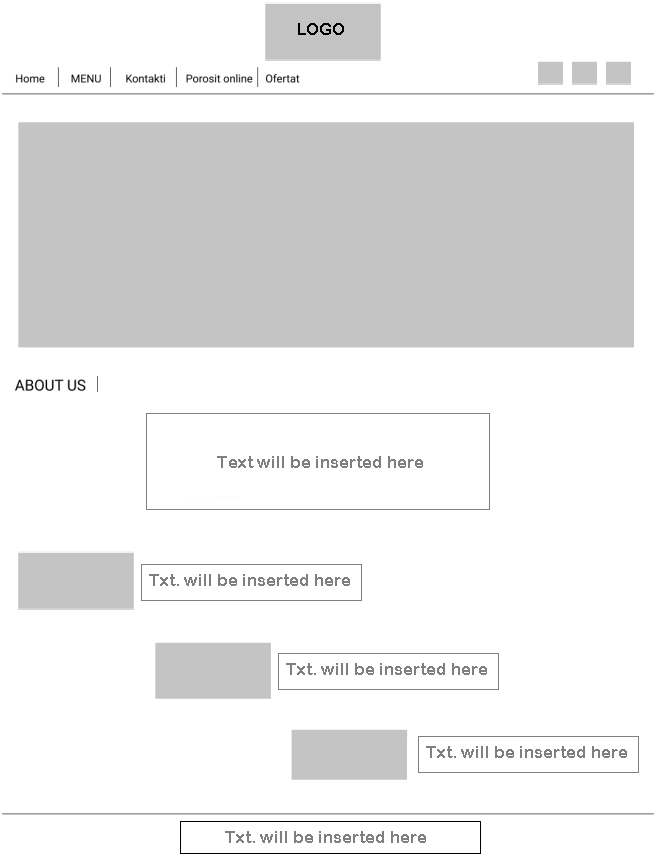 LOGO
Home MENU Kontakti Porosit online Ofertat
ABOUT US
Text will be inserted here
Txt. will be inserted here
Txt. will be inserted here
Txt. will be inserted here
Txt. will be inserted here